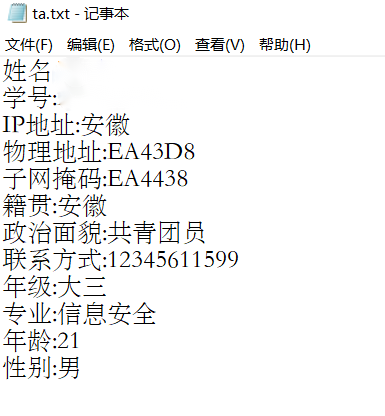 ta.txt - 记事本
文件(F) 编辑(E) 格式(O) 查看(V) 帮助(H)
姓名
学号:
IP地址:安徽
物理地址:EA43D8
子网掩码:EA4438
籍贯:安徽
政治面貌:共青团员
联系方式:12345611599
年级:大三
专业:信息安全
年龄:21
性别:男